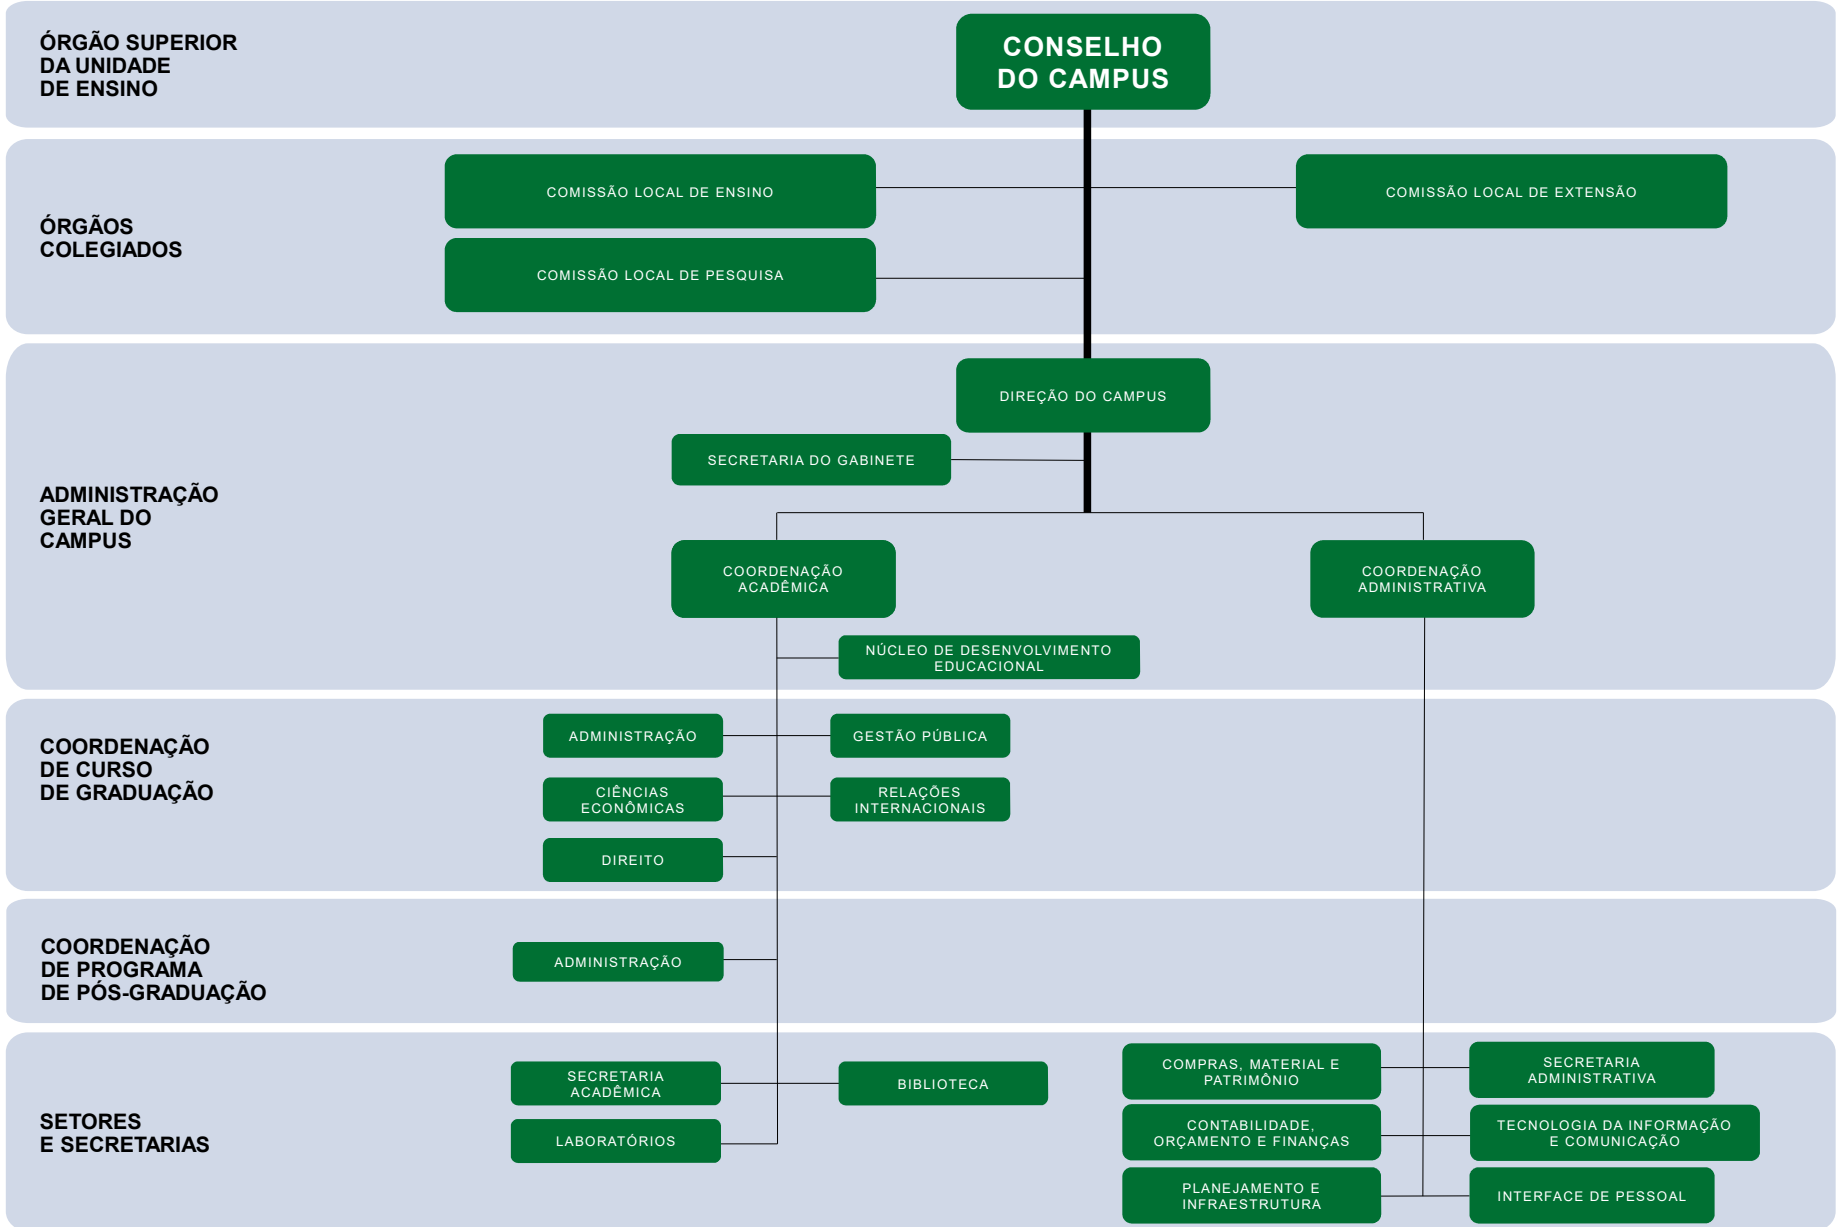 ÓRGÃO SUPERIOR
DA UNIDADE
DE ENSINO
CONSELHO
DO CAMPUS
ÓRGÃOS
COLEGIADOS
COMISSÃO LOCAL DE ENSINO
COMISSÃO LOCAL DE EXTENSÃO
COMISSÃO LOCAL DE PESQUISA
ADMINISTRAÇÃO
GERAL DO
CAMPUS
DIREÇÃO DO CAMPUS
SECRETARIA DO GABINETE
COORDENAÇÃO
ACADÊMICA
COORDENAÇÃO
ADMINISTRATIVA
NÚCLEO DE DESENVOLVIMENTO
EDUCACIONAL
COORDENAÇÃO
DE CURSO
DE GRADUAÇÃO
ADMINISTRAÇÃO
GESTÃO PÚBLICA
CIÊNCIAS
ECONÔMICAS
RELAÇÕES
INTERNACIONAIS
DIREITO
COORDENAÇÃO
DE PROGRAMA
DE PÓS-GRADUAÇÃO
ADMINISTRAÇÃO
SETORES
E SECRETARIAS
SECRETARIA
ACADÊMICA
BIBLIOTECA
LABORATÓRIOS
COMPRAS, MATERIAL E
PATRIMÔNIO
SECRETARIA
ADMINISTRATIVA
CONTABILIDADE,
ORÇAMENTO E FINANÇAS
TECNOLOGIA DA INFORMAÇÃO
E COMUNICAÇÃO
PLANEJAMENTO E
INFRAESTRUTURA
INTERFACE DE PESSOAL